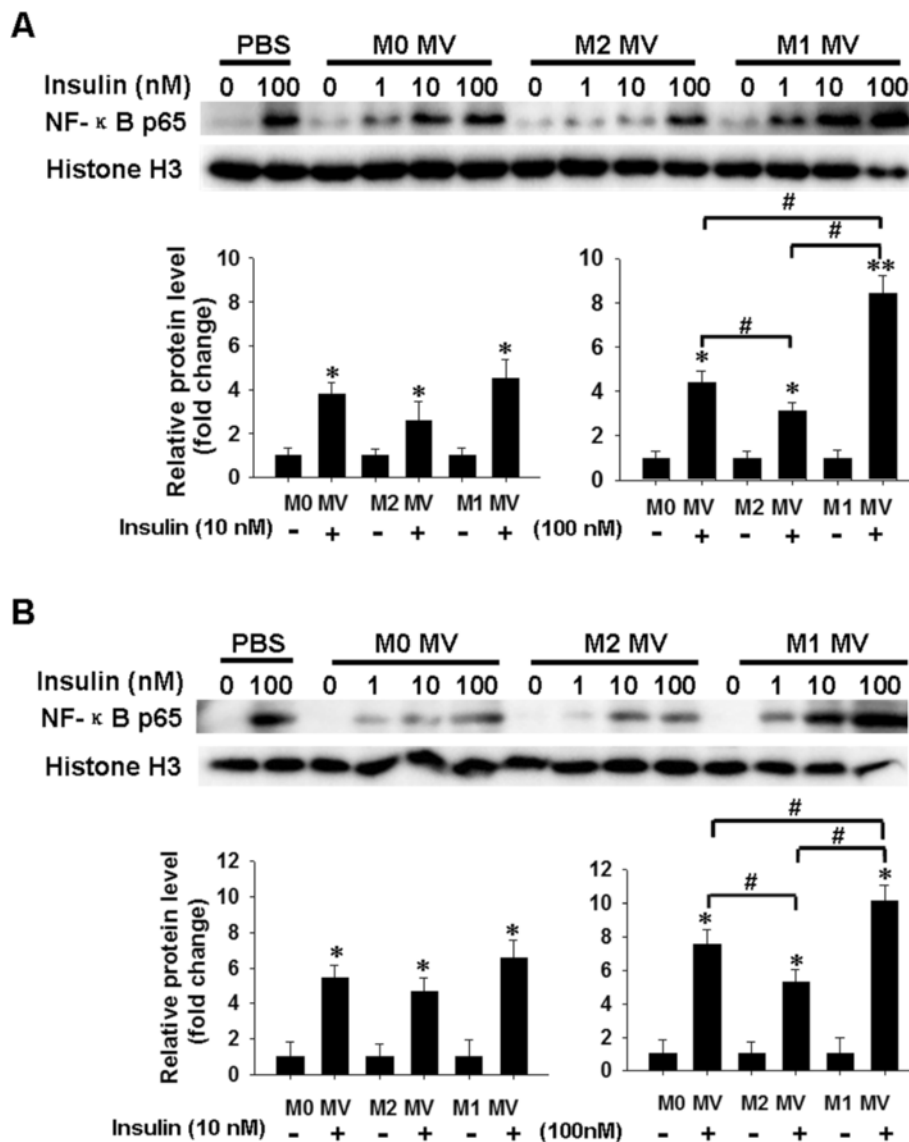 A
PBS M0 MV M2 MV M1 MV
Insulin (nM) 0 100 0 1 10 100 0 1 10 100 0 1 10 100
NF-κB p65
Histone H3
#
#
**
#
*
*
*
*
*
Relative protein level
(fold change)
10
8
6
4
2
0
10
8
6
4
2
0
M0 MV M2 MV M1 MV
Insulin (10 nM) - + - + - +
M0 MV M2 MV M1 MV
(100 nM) - + - + - +
B
PBS M0 MV M2 MV M1 MV
Insulin (nM) 0 100 0 1 10 100 0 1 10 100 0 1 10 100
NF-κB p65
Histone H3
#
#
*
#
*
*
*
*
*
Relative protein level
(fold change)
12
10
8
6
4
2
0
12
10
8
6
4
2
0
M0 MV M2 MV M1 MV
Insulin (10 nM) - + - + - +
M0 MV M2 MV M1 MV
(100nM) - + - + - +